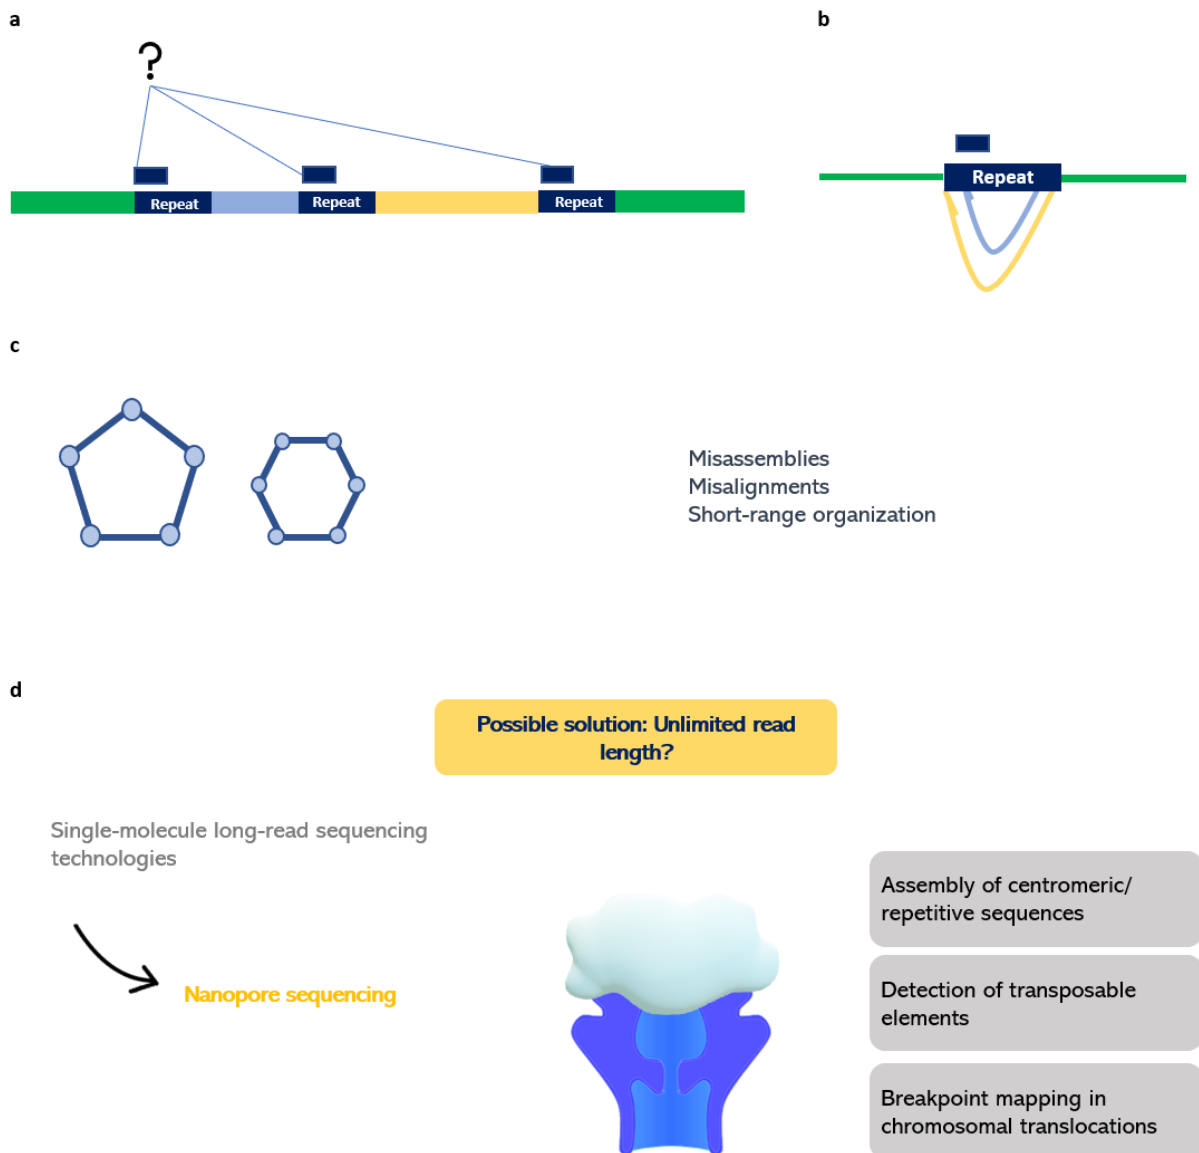 a
b
?
Repeat
Repeat
Repeat
Repeat
c
Misassemblies
Misalignments
Short-range organization
d
Possible solution: Unlimited read
length?
Single-molecule long-read sequencing
technologies
Nanopore sequencing
Assembly of centromeric/
repetitive sequences
Detection of transposable
elements
Breakpoint mapping in
chromosomal translocations